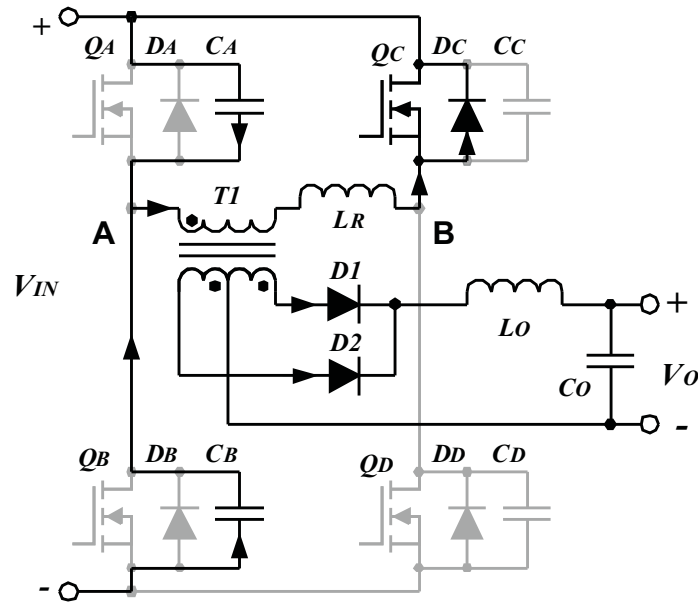 +
QA DA CA
QC DC CC
T1
LR
A
B
VIN
D1
D2
LO
+
CO
VO
-
QB DB CB
QD DD CD
-